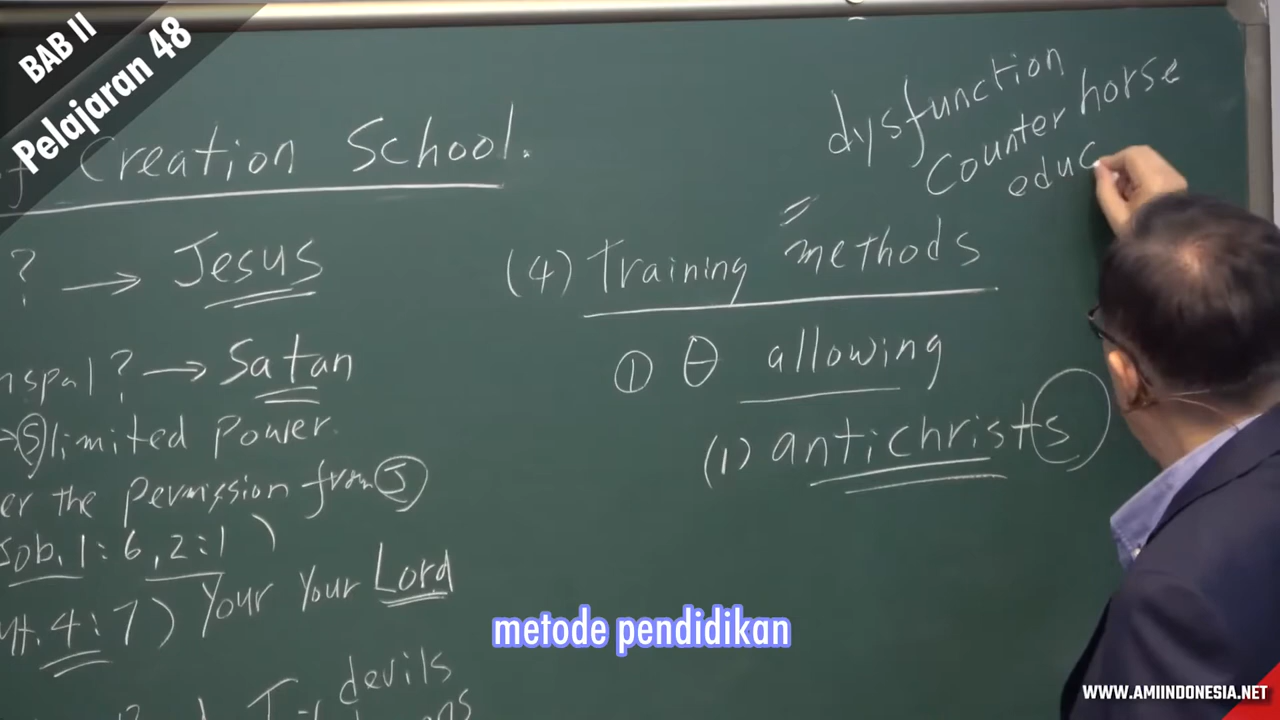 BAB II
Pelajaran 48
of Creation School.
? → Jesus
nspal? → Satan
→ Ⓢ limited power.
er the permission from Ⓙ
Job. 1:6, 2:1)
Mt. 4:7) Your Your Lord
devils
dysfunction
Counter horse
educ
(4) Training methods
① θ allowing
(1) antichrists
metode pendidikan
WWW.AMIINDONESIA.NET